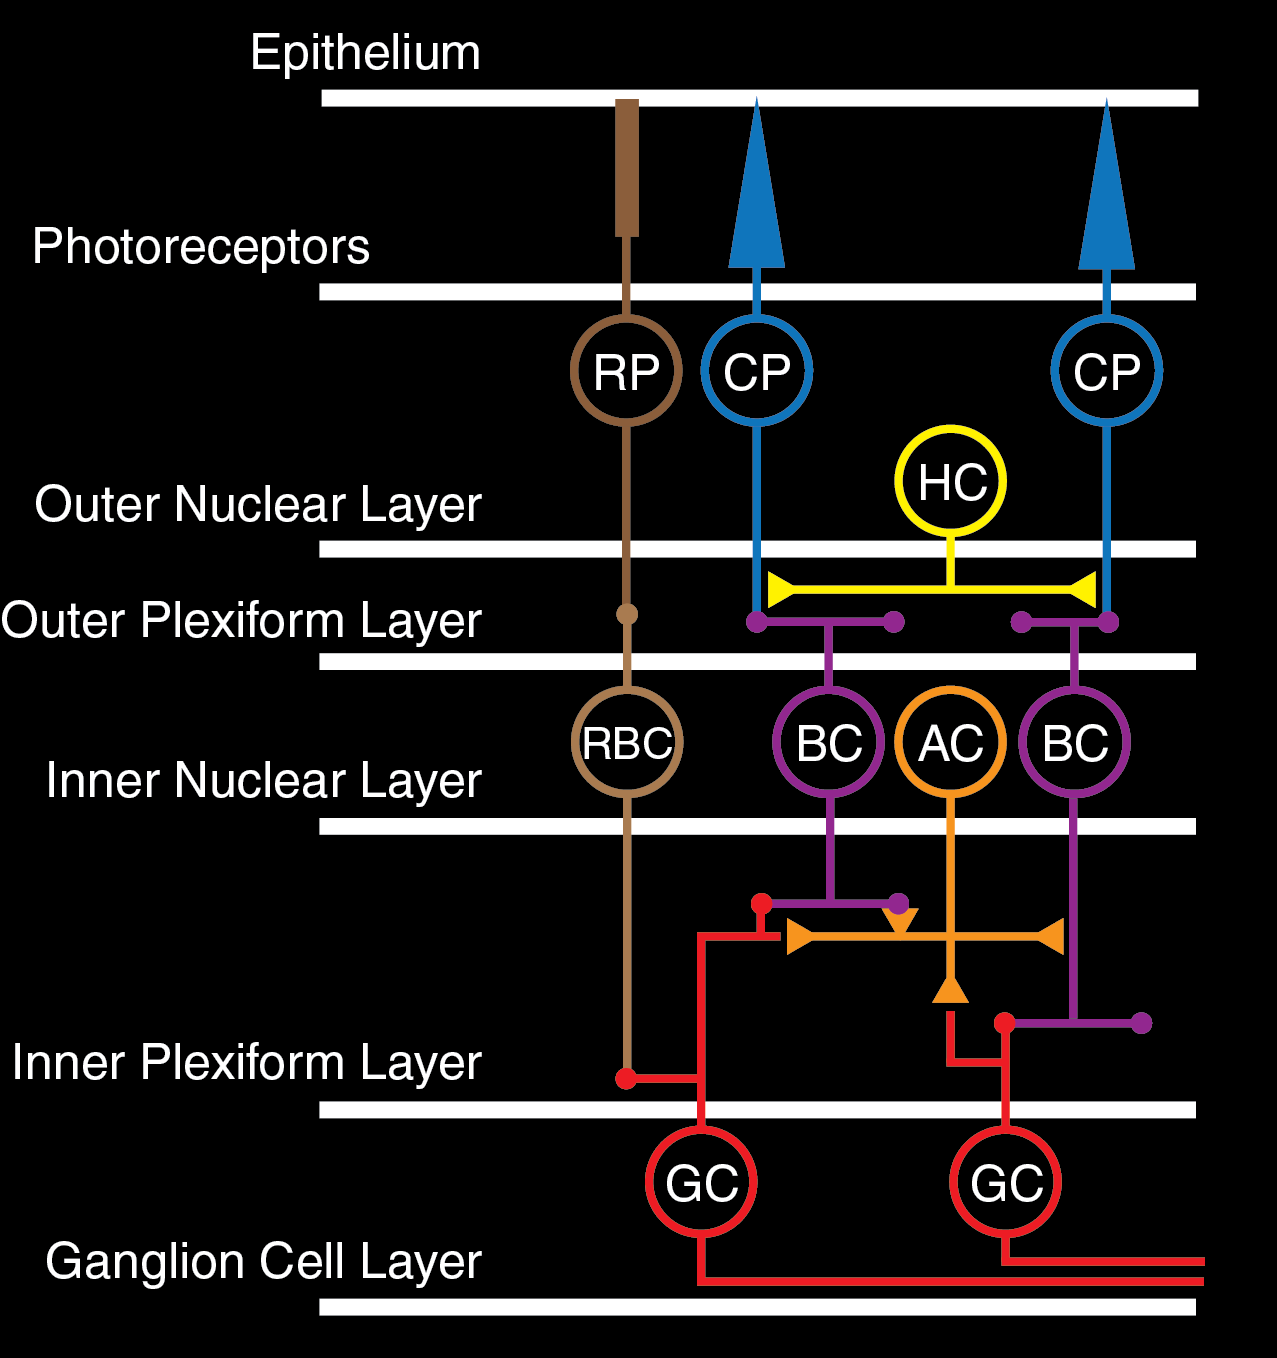 Epithelium
Photoreceptors
RP CP CP
HC
Outer Nuclear Layer
Outer Plexiform Layer
RBC BC AC BC
Inner Nuclear Layer
Inner Plexiform Layer
GC GC
Ganglion Cell Layer